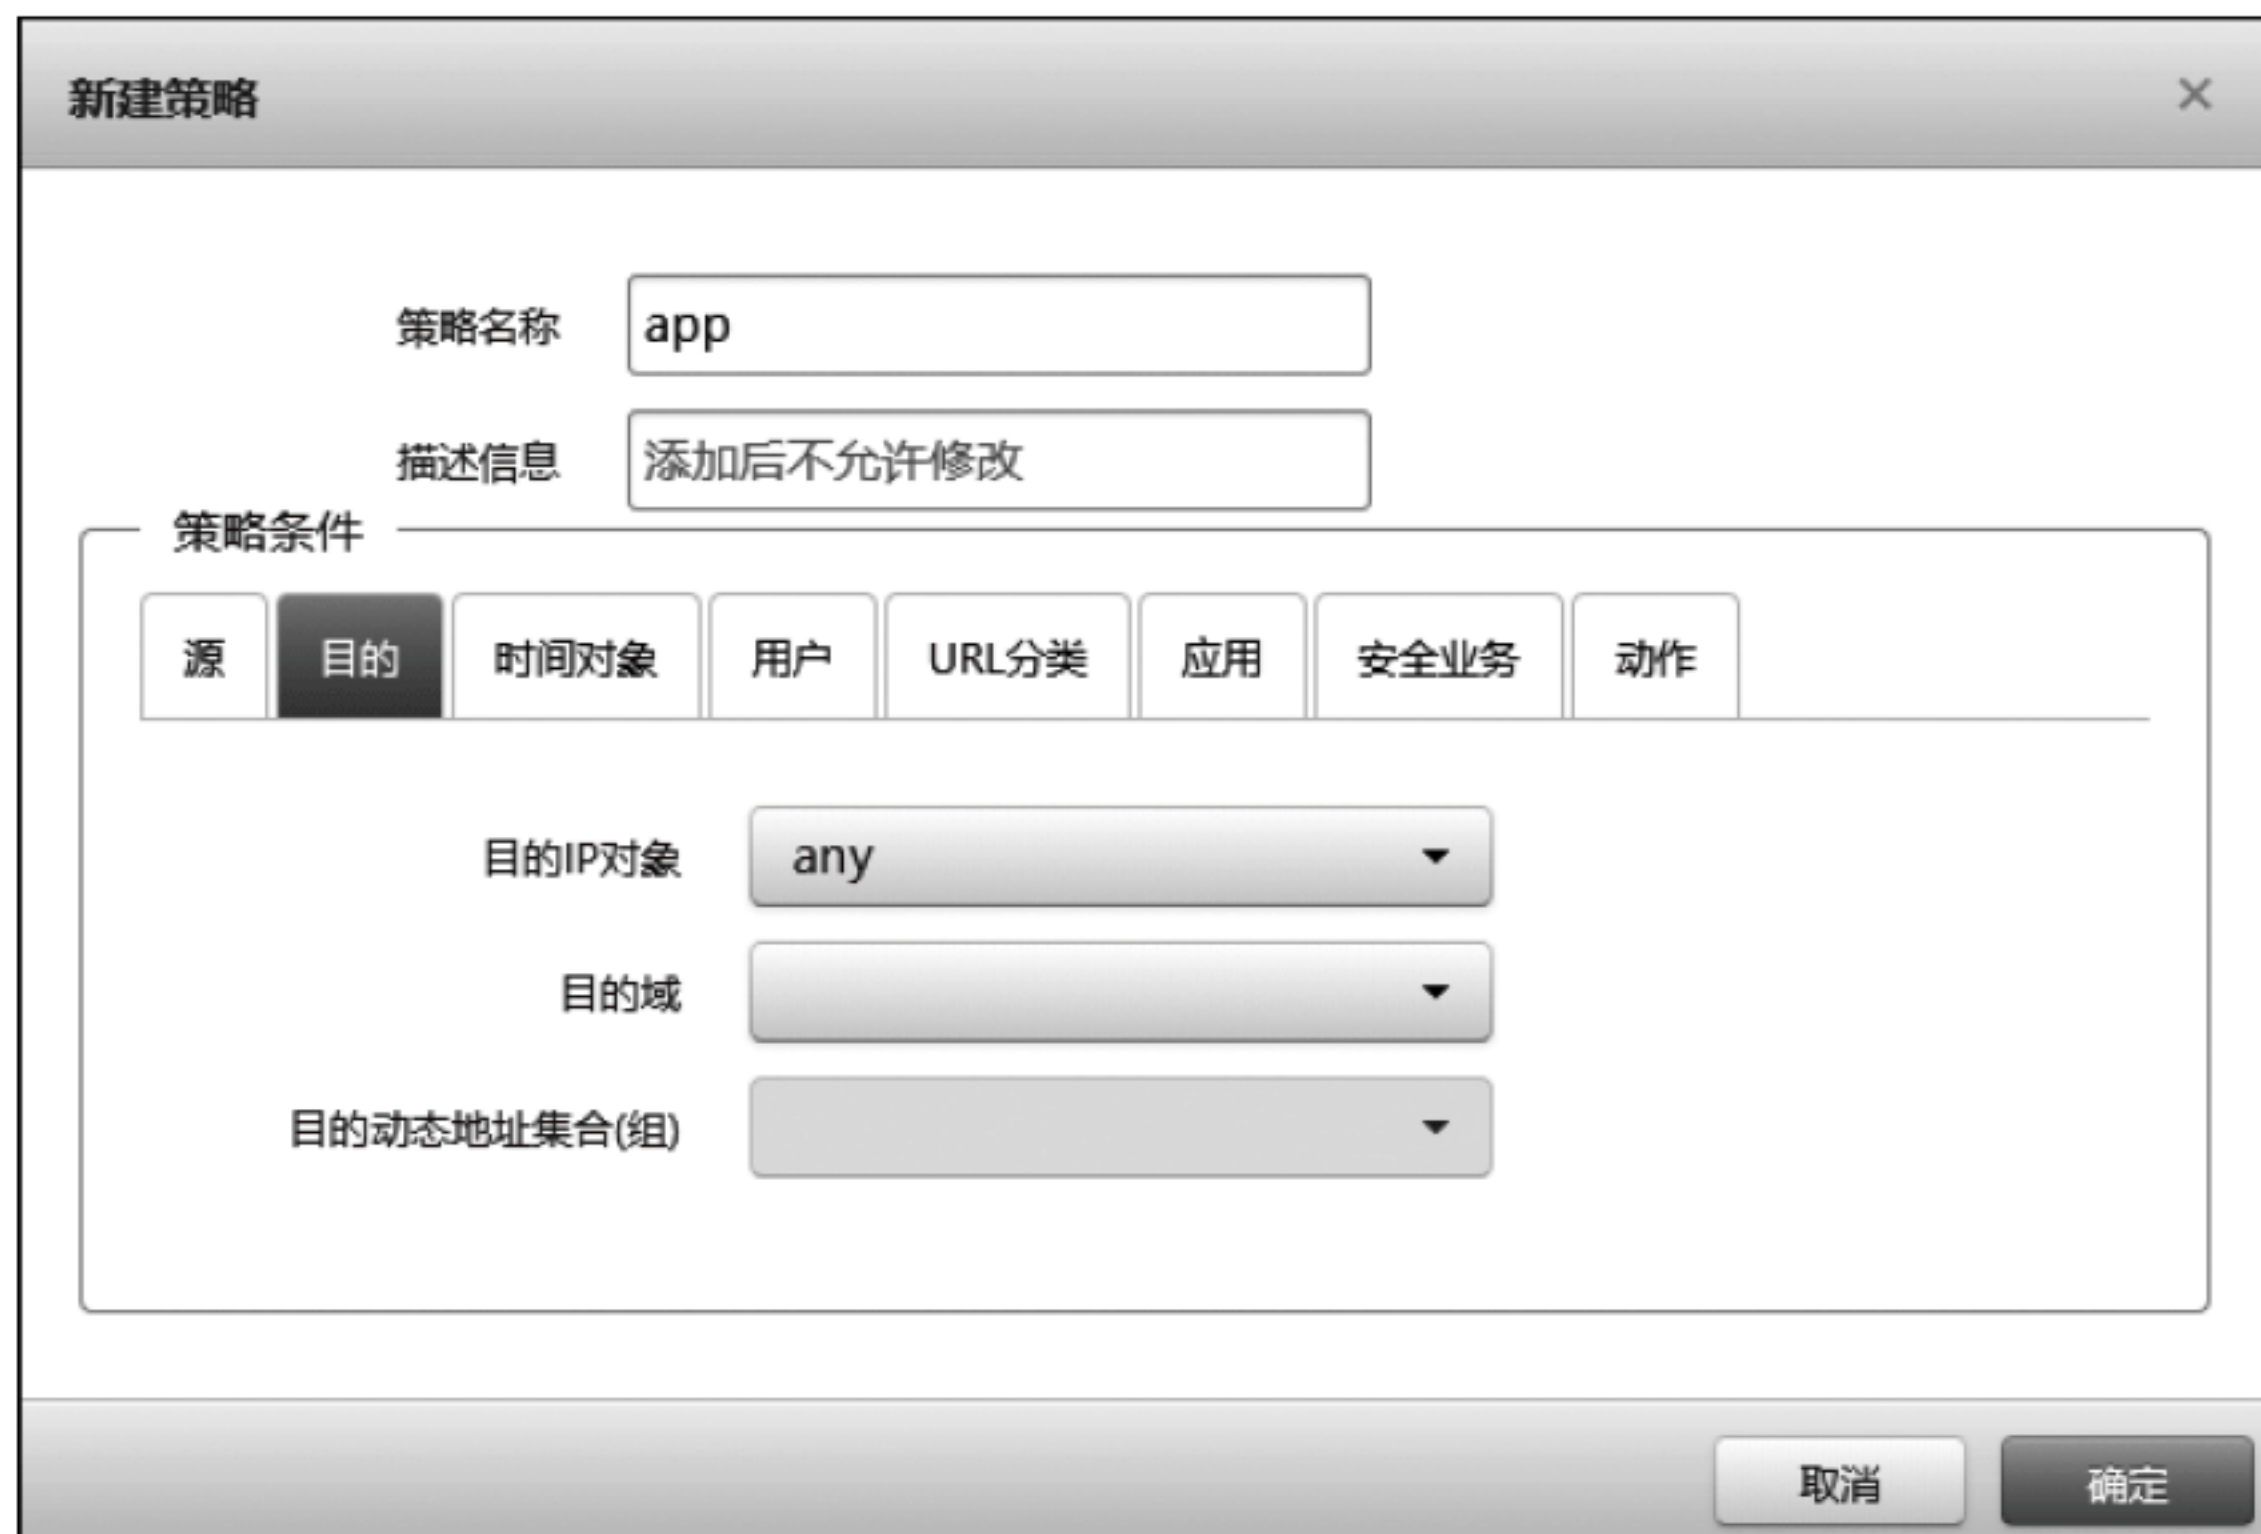 新建策略
策略名称 app
描述信息 添加后不允许修改
策略条件
源 目的 时间对象 用户 URL分类 应用 安全业务 动作
目的IP对象 any
目的域
目的动态地址集合(组)
取消 确定